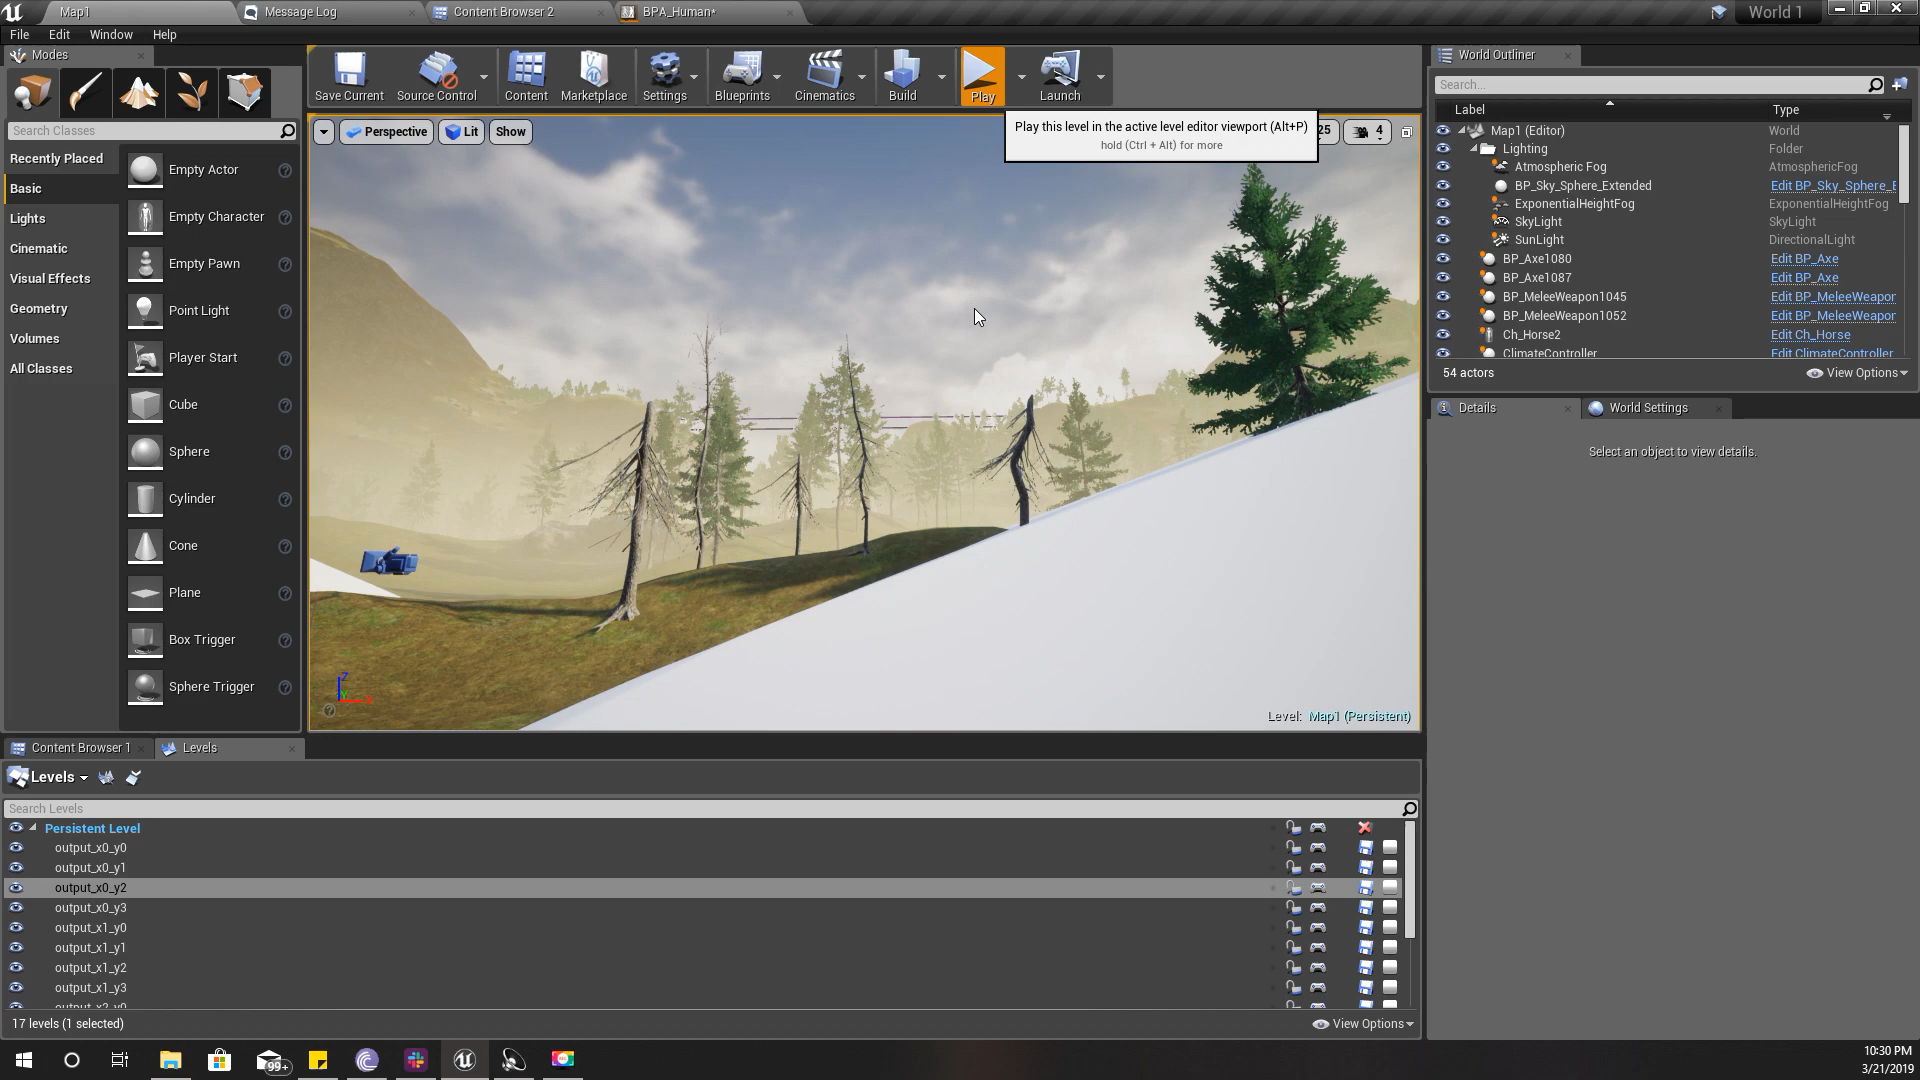 Map1
Message Log
Content Browser 2
BPA_Human*
World 1
File Edit Window Help
Modes
Save Current
Source Control
Content
Marketplace
Settings
Blueprints
Cinematics
Build
Play
Launch
World Outliner
Search Classes
Search...
Perspective
Lit
Show
Play this level in the active level editor viewport (Alt+P)
hold (Ctrl + Alt) for more
25
4
Label Type
Recently Placed
Basic
Lights
Cinematic
Visual Effects
Geometry
Volumes
All Classes
Empty Actor
Empty Character
Empty Pawn
Point Light
Player Start
Cube
Sphere
Cylinder
Cone
Plane
Box Trigger
Sphere Trigger
Map1 (Editor) World
Lighting Folder
Atmospheric Fog AtmosphericFog
BP_Sky_Sphere_Extended Edit BP_Sky_Sphere_E
ExponentialHeightFog ExponentialHeightFog
SkyLight SkyLight
SunLight DirectionalLight
BP_Axe1080 Edit BP_Axe
BP_Axe1087 Edit BP_Axe
BP_MeleeWeapon1045 Edit BP_MeleeWeapon
BP_MeleeWeapon1052 Edit BP_MeleeWeapon
Ch_Horse2 Edit Ch_Horse
ClimateController Edit ClimateController
54 actors
View Options
Details
World Settings
Select an object to view details.
Z
Y
X
Level: Map1 (Persistent)
Content Browser 1
Levels
Levels
Search Levels
Persistent Level
output_x0_y0
output_x0_y1
output_x0_y2
output_x0_y3
output_x1_y0
output_x1_y1
output_x1_y2
output_x1_y3
output_x2_y0
17 levels (1 selected)
View Options
99+
10:30 PM
3/21/2019